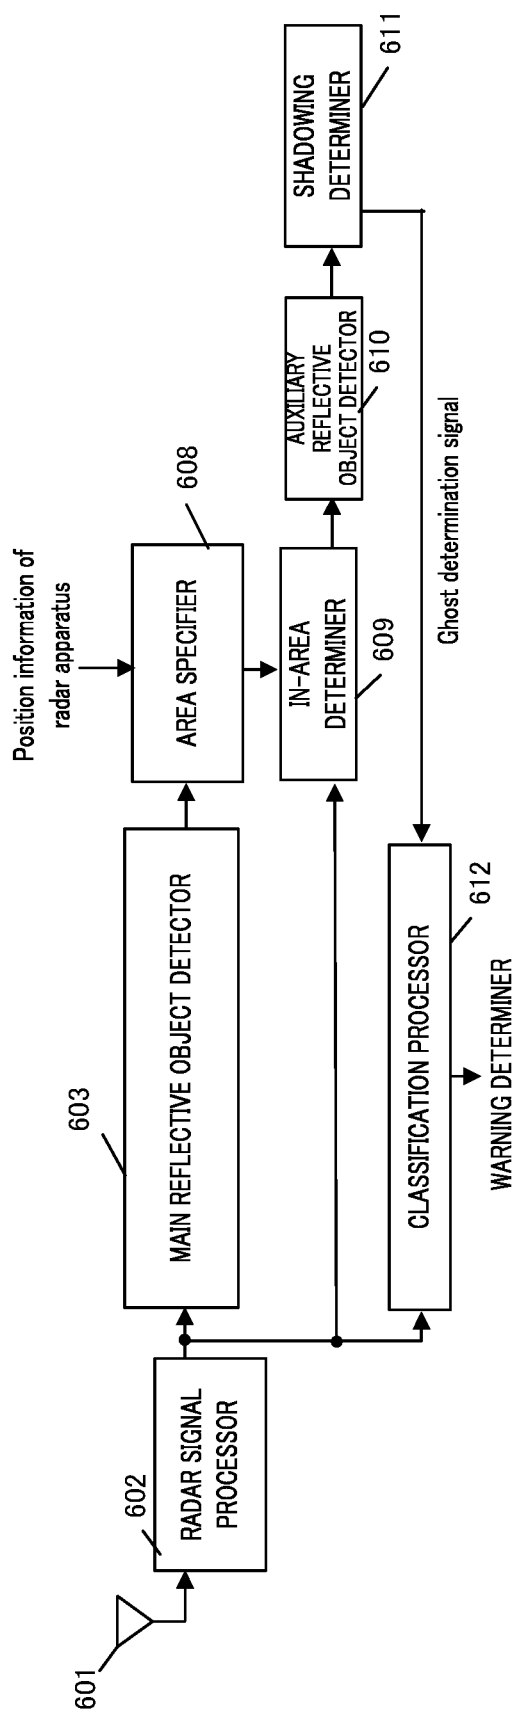 601
602
RADAR SIGNAL
PROCESSOR
603
MAIN REFLECTIVE OBJECT DETECTOR
Position information of
radar apparatus
608
AREA SPECIFIER
IN-AREA
DETERMINER
609
AUXILIARY
REFLECTIVE
OBJECT DETECTOR
610
SHADOWING
DETERMINER
611
Ghost determination signal
CLASSIFICATION PROCESSOR
612
WARNING DETERMINER